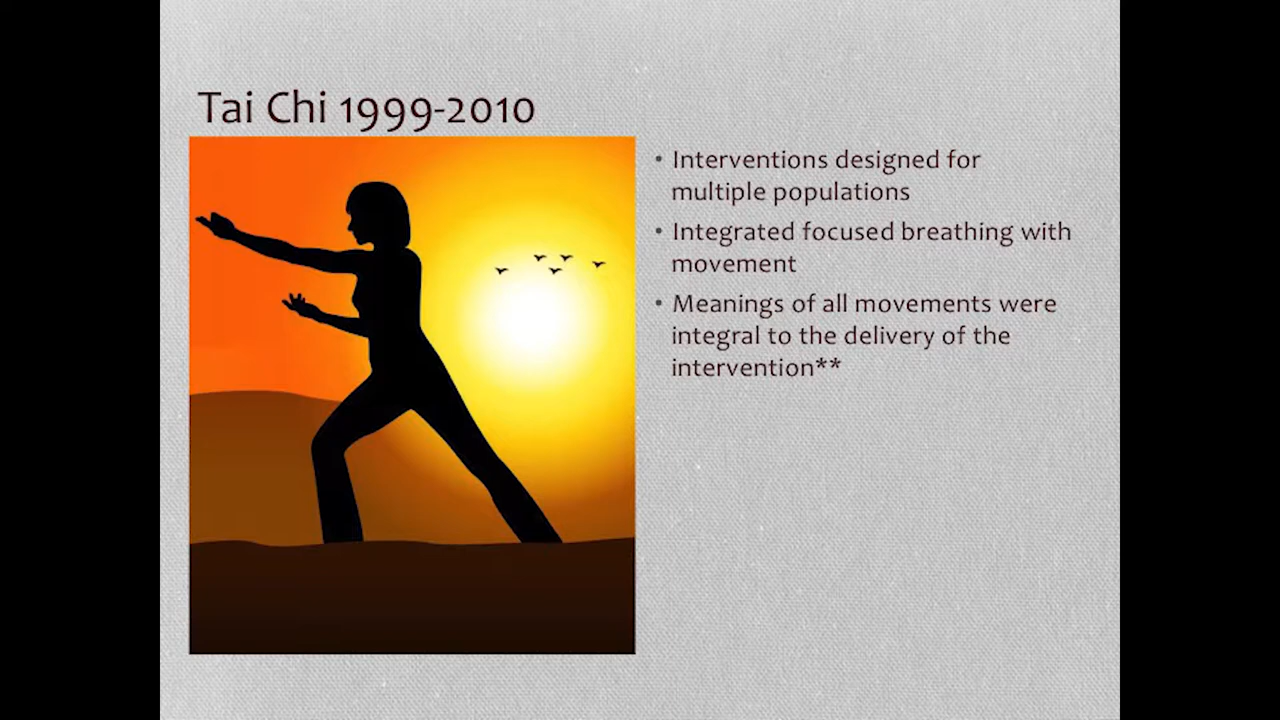 Tai Chi 1999-2010
• Interventions designed for
multiple populations
• Integrated focused breathing with
movement
• Meanings of all movements were
integral to the delivery of the
intervention**